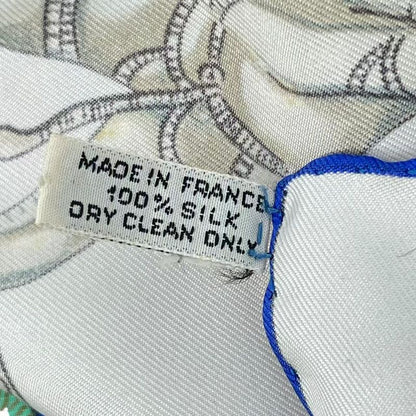 MADE IN FRANCE
100% SILK
DRY CLEAN ONLY